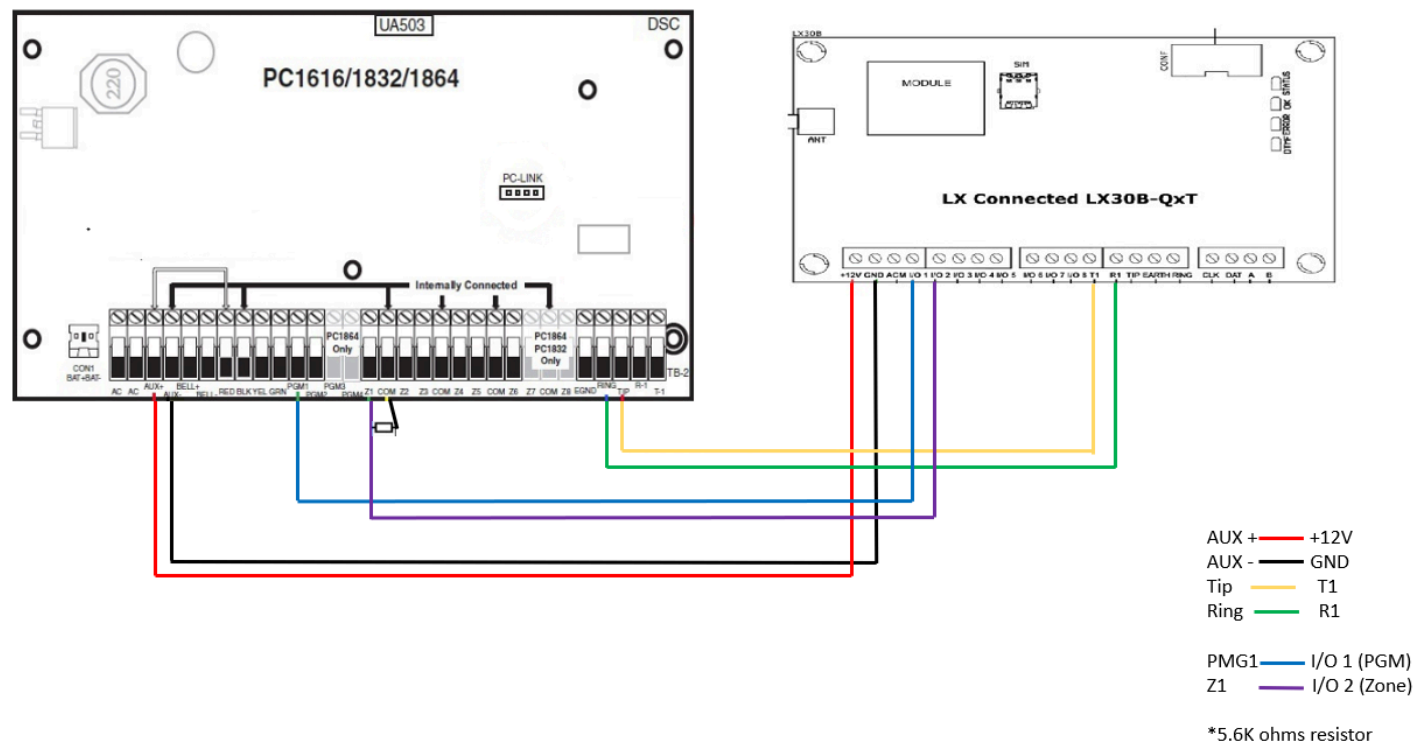 UA503
DSC
PC1616/1832/1864
220
PC-LINK
Internally Connected
PC1864
Only
PC1864
PC1832
Only
CON1
BAT+BAT-
TB-2
AC AC AUX+ AUX- BELL+ BELL- RED BLK YEL GRN PGM1 PGM2 PGM3 PGM4 Z1 COM Z2 Z3 COM Z4 Z5 COM Z6 Z7 COM Z8 EGND RING TIP R-1 T-1
LX30B
MODULE
SIM
CONF
ANT
STATUS
OK
ERROR
DTMF
LX Connected LX30B-QxT
+12V GND ACM I/O 1 I/O 2 I/O 3 I/O 4 I/O 5 I/O 6 I/O 7 I/O 8 T1 R1 TIP EARTH RING CLK DAT A B
AUX + +12V
AUX - GND
Tip T1
Ring R1
PMG1 I/O 1 (PGM)
Z1 I/O 2 (Zone)
*5.6K ohms resistor